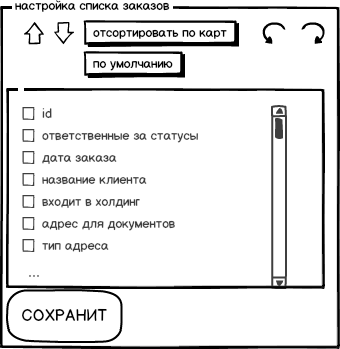 настройка списка заказов
отсортировать по карт
по умолчанию
id
ответственные за статусы
дата заказа
название клиента
входит в холдинг
адрес для документов
тип адреса
...
СОХРАНИТ